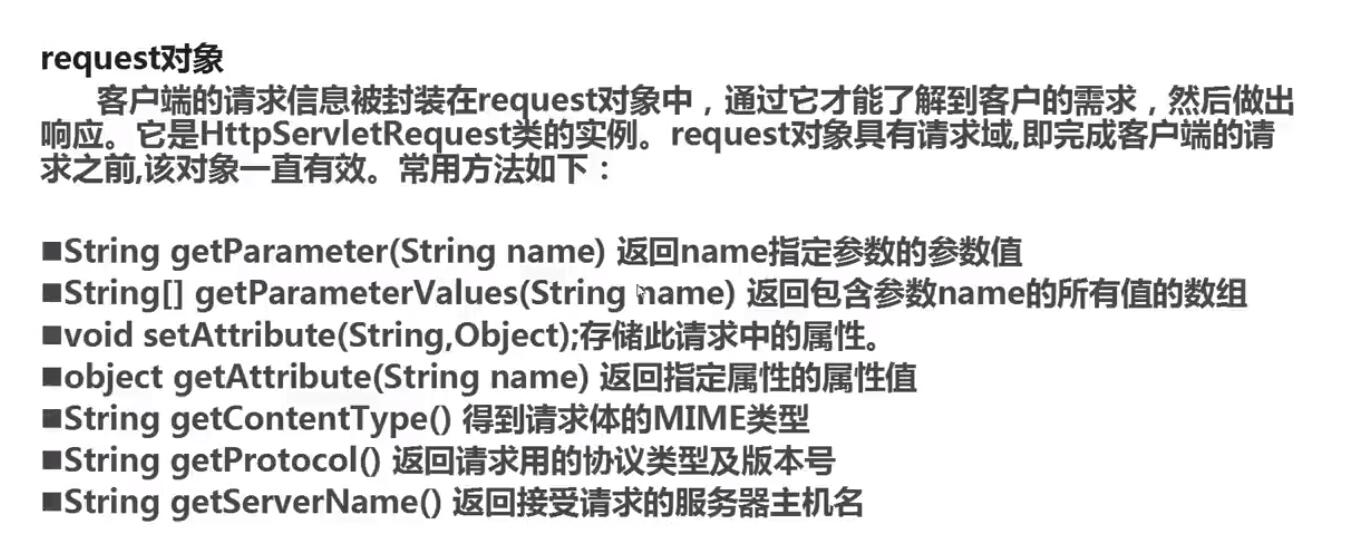 request对象
客户端的请求信息被封装在request对象中，通过它才能了解到客户的需求，然后做出
响应。它是HttpServletRequest类的实例。request对象具有请求域,即完成客户端的请
求之前,该对象一直有效。常用方法如下：
■String getParameter(String name) 返回name指定参数的参数值
■String[] getParameterValues(String name) 返回包含参数name的所有值的数组
■void setAttribute(String,Object);存储此请求中的属性。
■object getAttribute(String name) 返回指定属性的属性值
■String getContentType() 得到请求体的MIME类型
■String getProtocol() 返回请求用的协议类型及版本号
■String getServerName() 返回接受请求的服务器主机名